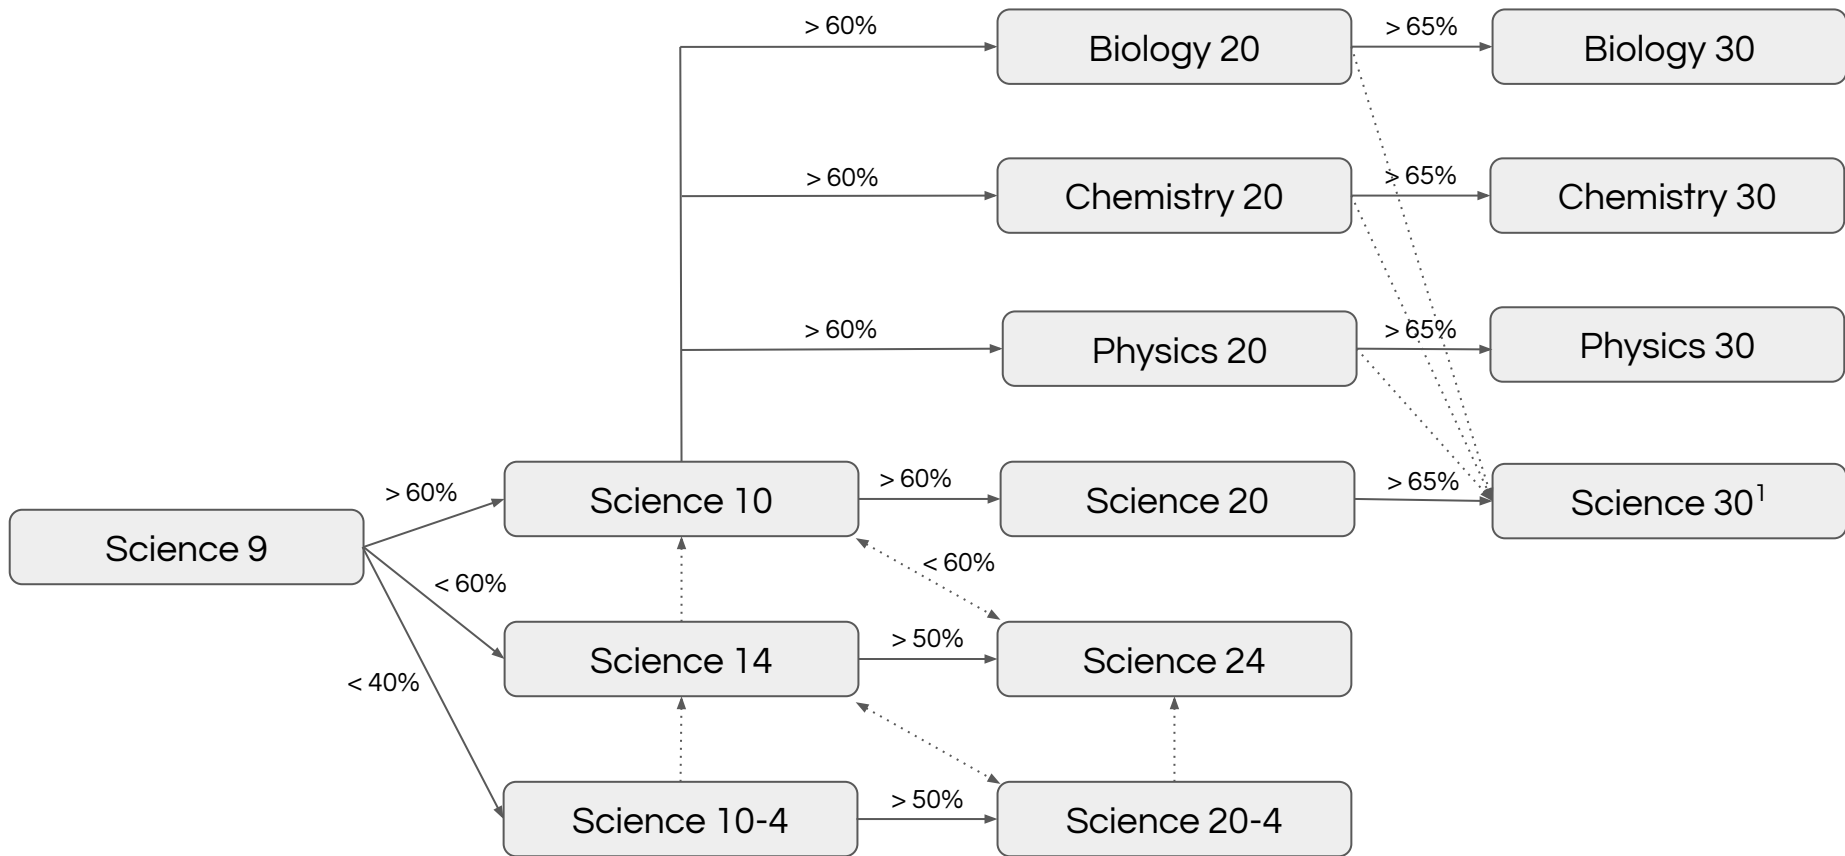 > 60%
Biology 20
> 65%
Biology 30
> 60%
Chemistry 20
> 65%
Chemistry 30
> 60%
Physics 20
> 65%
Physics 30
Science 9
> 60%
Science 10
> 60%
Science 20
> 65%
Science 30¹
< 60%
< 60%
Science 14
> 50%
Science 24
< 40%
Science 10-4
> 50%
Science 20-4